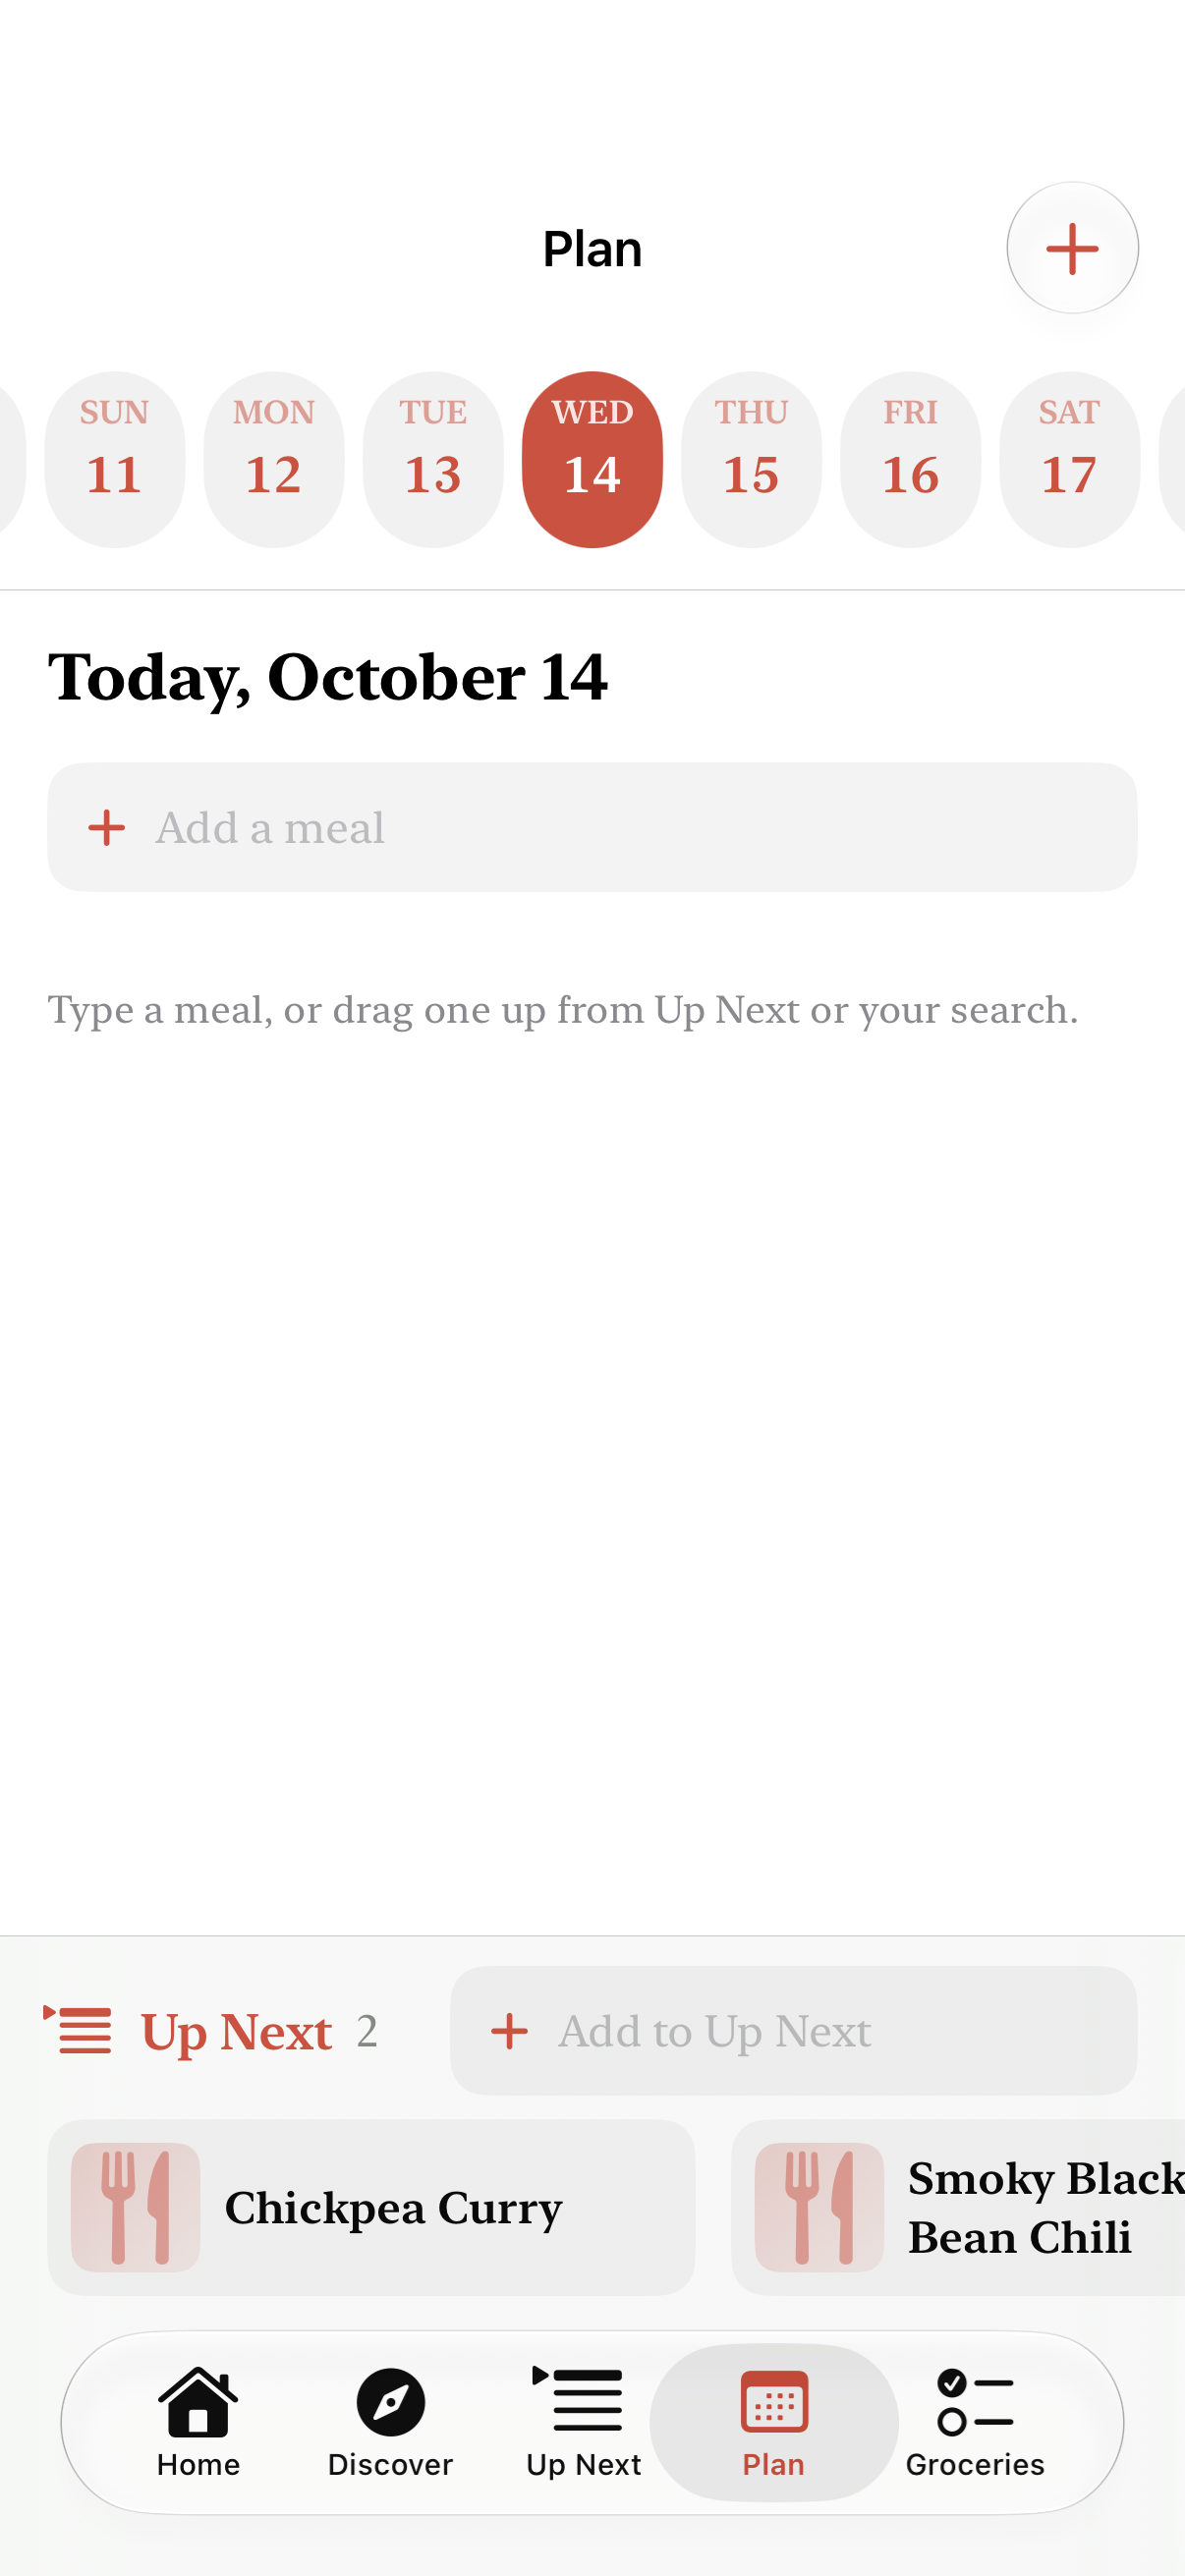 Plan
SUN MON TUE WED THU FRI SAT
11 12 13 14 15 16 17
Today, October 14
Add a meal
Type a meal, or drag one up from Up Next or your search.
Up Next 2
Add to Up Next
Chickpea Curry
Smoky Black
Bean Chili
Home Discover Up Next Plan Groceries